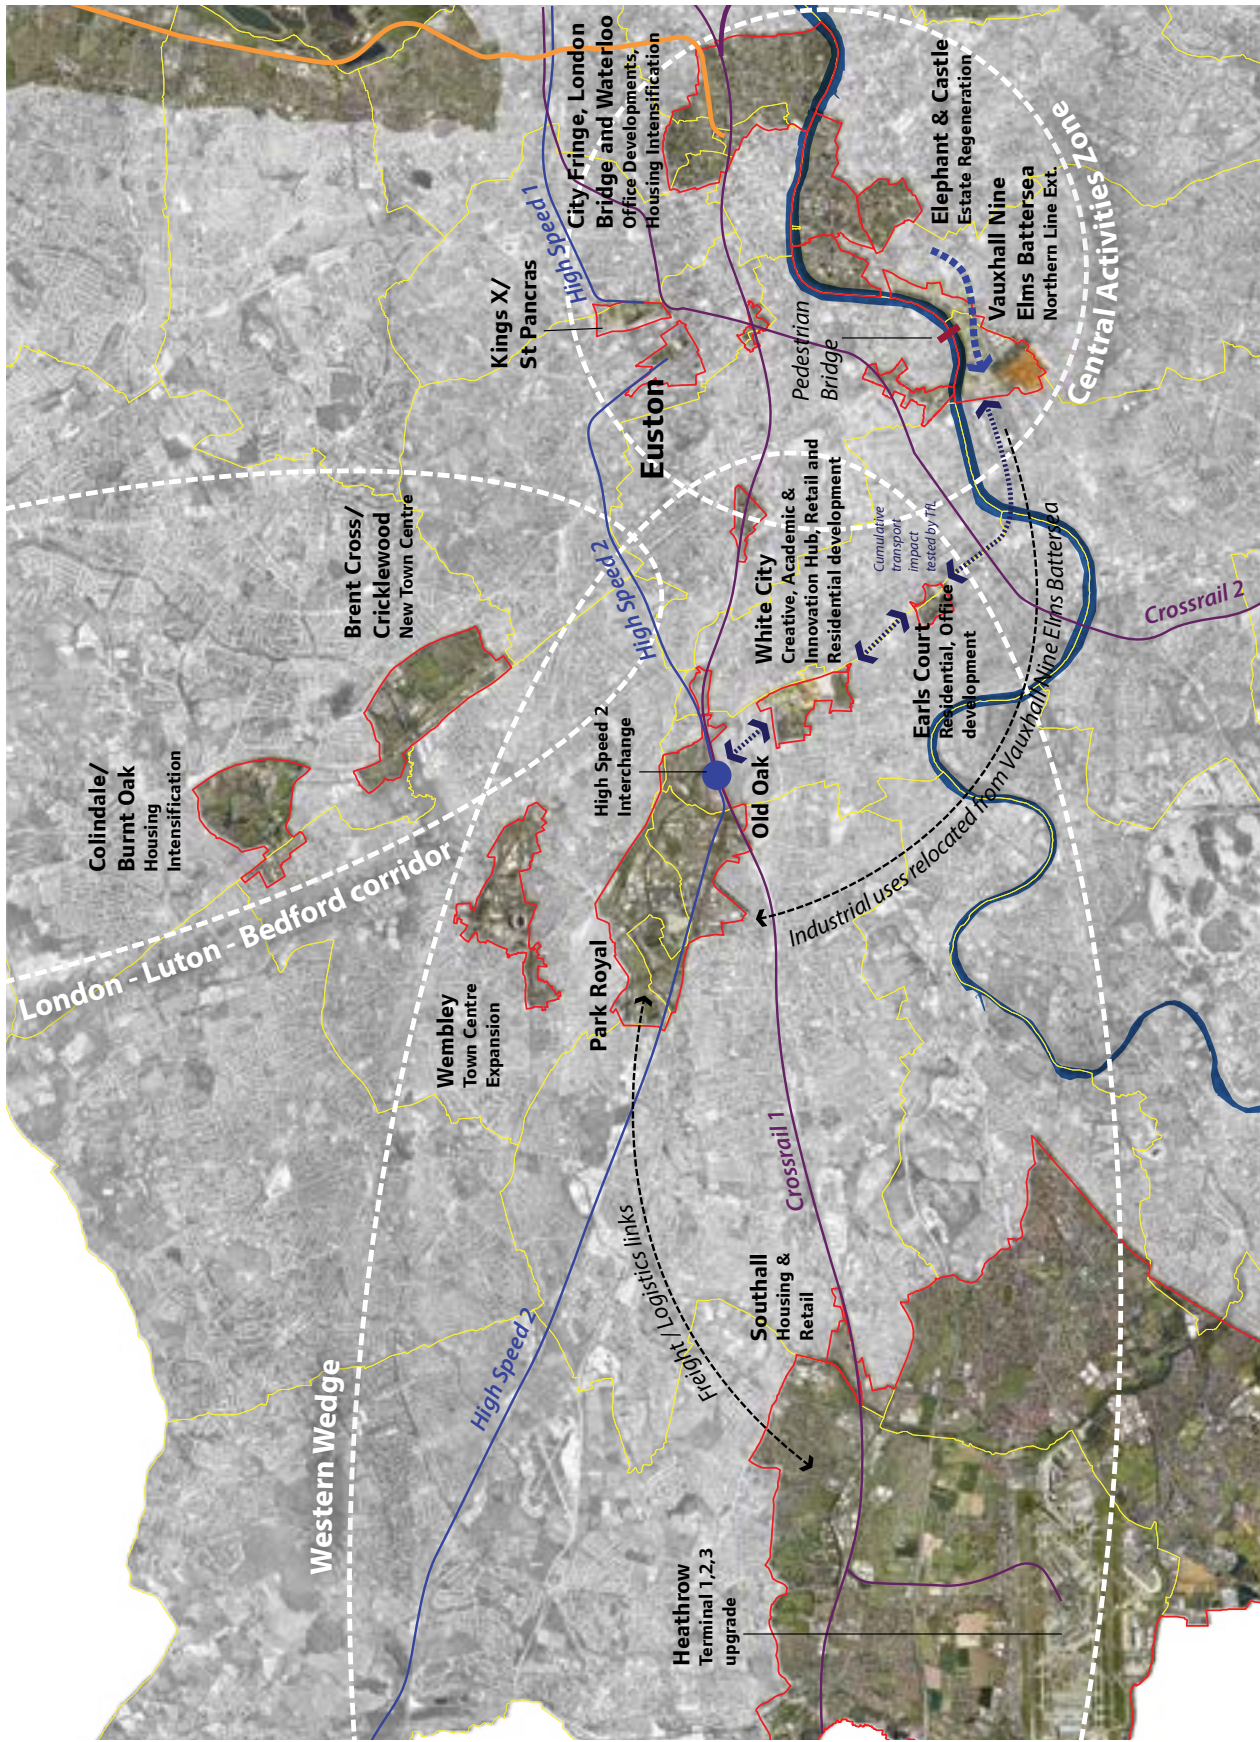 Western Wedge
London - Luton - Bedford corridor
Central Activities Zone
Colindale/
Burnt Oak
Housing
Intensification
Brent Cross/
Cricklewood
New Town Centre
Wembley
Town Centre
Expansion
Kings X/
St Pancras
City Fringe, London
Bridge and Waterloo
Office Developments,
Housing Intensification
High Speed 1
Euston
High Speed 2
High Speed 2
High Speed 2
Interchange
Park Royal
Old Oak
White City
Creative, Academic &
Innovation Hub, Retail and
Residential development
Pedestrian
Bridge
Elephant & Castle
Estate Regeneration
Vauxhall Nine
Elms Battersea
Northern Line Ext.
Cumulative
transport
impact
tested by TfL
Earls Court
Residential, Office
development
Industrial uses relocated from Vauxhall Nine Elms Battersea
Freight / Logistics links
Crossrail 1
Crossrail 2
Southall
Housing &
Retail
Heathrow
Terminal 1,2,3
upgrade